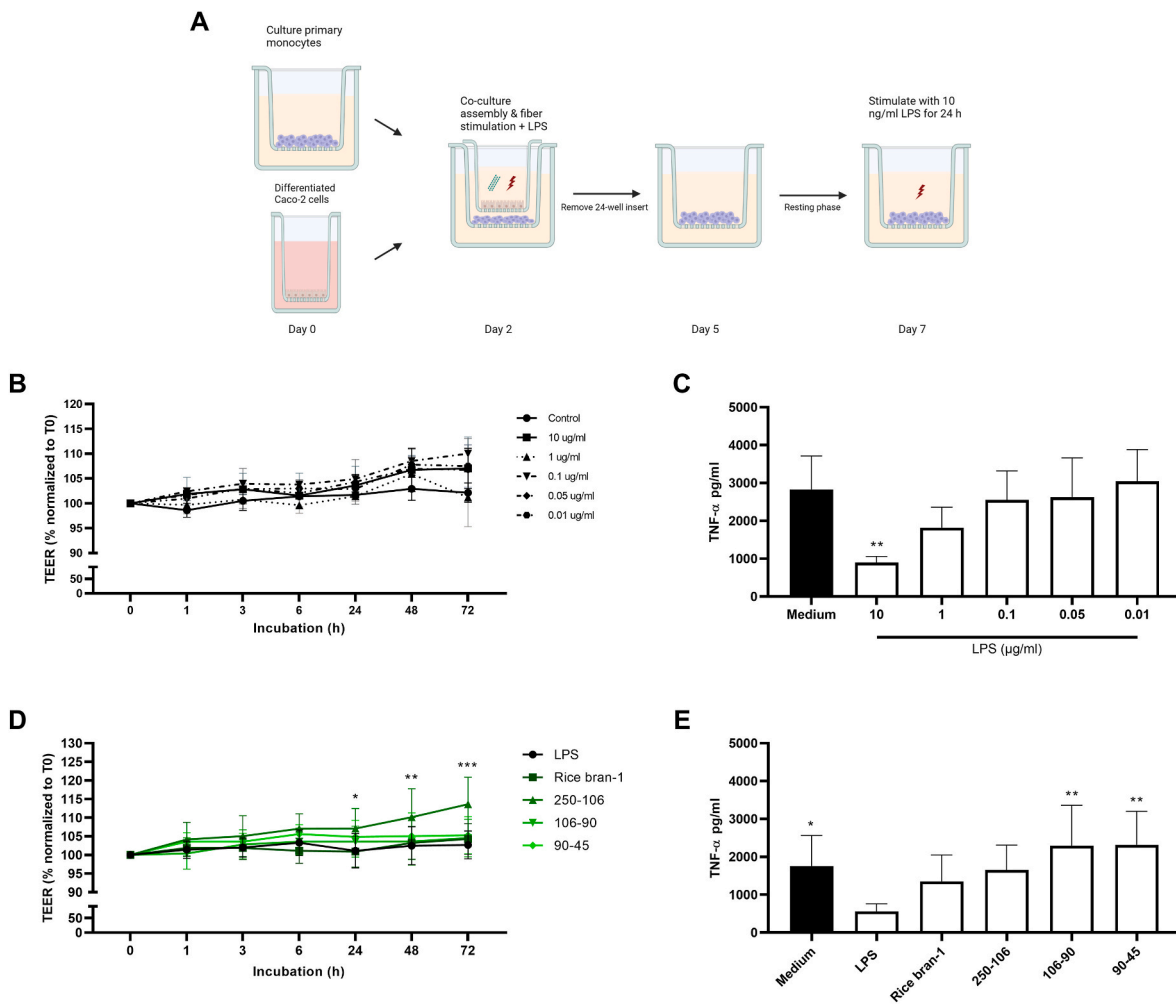 A
Culture primary
monocytes
Differentiated
Caco-2 cells
Co-culture
assembly & fiber
stimulation + LPS
Remove 24-well insert
Resting phase
Stimulate with 10
ng/ml LPS for 24 h
Day 0
Day 2
Day 5
Day 7
B
TEER (% normalized to T0)
120
115
110
105
100
95
90
50
0
0 1 3 6 24 48 72
Incubation (h)
Control
10 ug/ml
1 ug/ml
0.1 ug/ml
0.05 ug/ml
0.01 ug/ml
C
TNF-α pg/ml
5000
4000
3000
2000
1000
0
**
Medium 10 1 0.1 0.05 0.01
LPS (µg/ml)
D
TEER (% normalized to T0)
130
125
120
115
110
105
100
95
90
50
0
* ** ***
0 1 3 6 24 48 72
Incubation (h)
LPS
Rice bran-1
250-106
106-90
90-45
E
TNF-α pg/ml
5000
4000
3000
2000
1000
0
* ** **
Medium LPS Rice bran-1 250-106 106-90 90-45